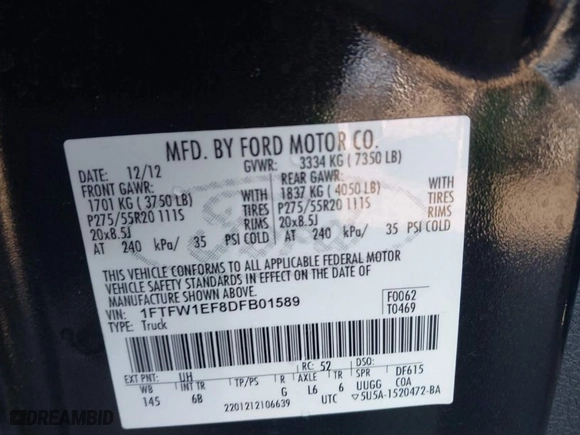 MFD. BY FORD MOTOR CO.
DATE: 12/12 GVWR: 3334 KG ( 7350 LB)
FRONT GAWR: REAR GAWR:
1701 KG ( 3750 LB) WITH 1837 KG ( 4050 LB) WITH
P275/55R20 111S TIRES P275/55R20 111S TIRES
20x8.5J RIMS 20x8.5J RIMS
AT 240 kPa/ 35 PSI COLD AT 240 kPa/ 35 PSI COLD
THIS VEHICLE CONFORMS TO ALL APPLICABLE FEDERAL MOTOR
VEHICLE SAFETY STANDARDS IN EFFECT ON THE DATE OF
MANUFACTURE SHOWN ABOVE.
VIN: 1FTFW1EF8DFB01589 F0062
TYPE: Truck T0469
EXT PNT: UH RC: 52 DSO:
WB INT TR TP/PS R AXLE TR SPR DF615
145 6B G L6 6 UUGG COA
2201212106639 UTC ▽5U5A-1520472-BA
DREAMBID